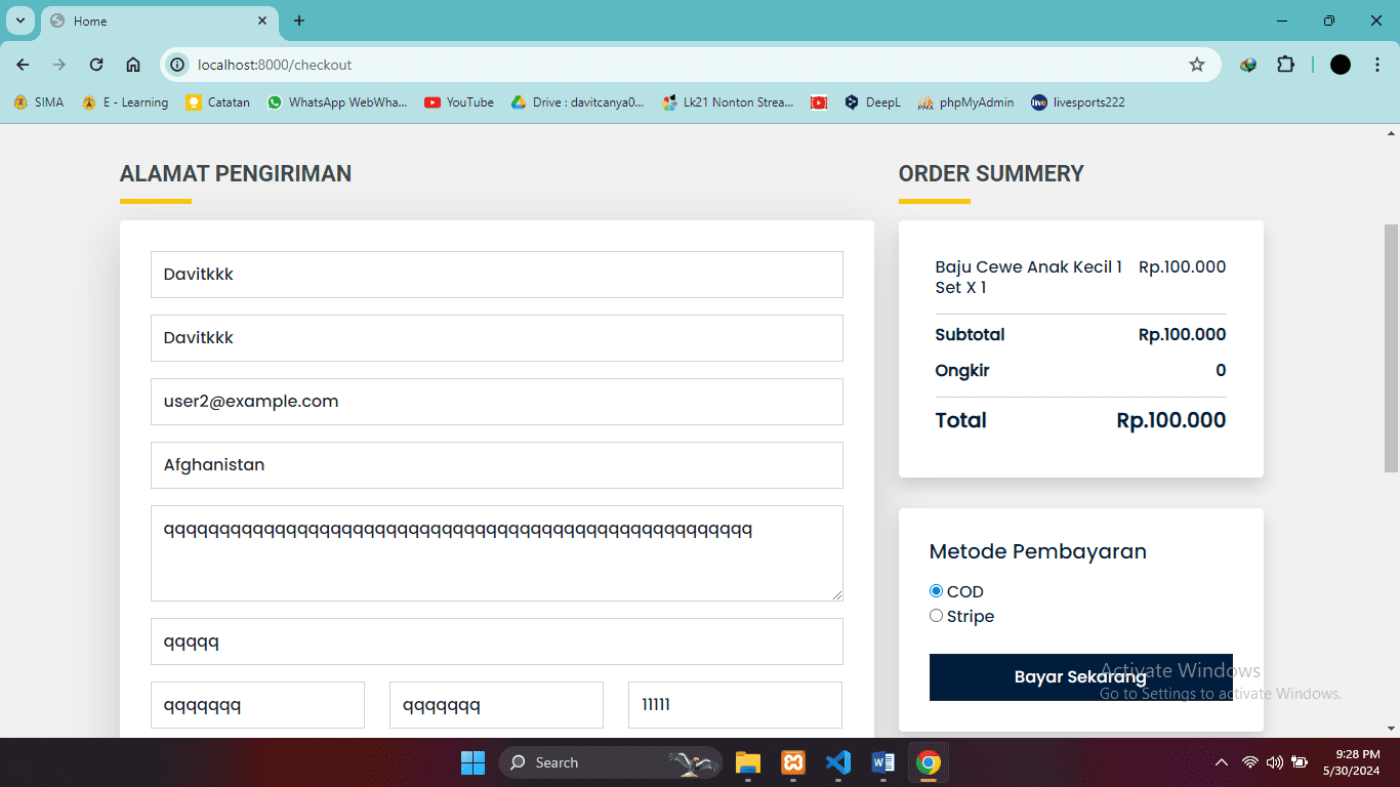 Home
localhost:8000/checkout
SIMA
E - Learning
Catatan
WhatsApp WebWha...
YouTube
Drive : davitcanya0...
Lk21 Nonton Strea...
DeepL
phpMyAdmin
livesports222
ALAMAT PENGIRIMAN
Davitkkk
Davitkkk
user2@example.com
Afghanistan
qqqqqqqqqqqqqqqqqqqqqqqqqqqqqqqqqqqqqqqqqqqqqqqqqqqqq
qqqqq
qqqqqqq
qqqqqqq
11111
ORDER SUMMERY
Baju Cewe Anak Kecil 1 Rp.100.000
Set X 1
Subtotal Rp.100.000
Ongkir 0
Total Rp.100.000
Metode Pembayaran
COD
Stripe
Bayar Sekarang
Activate Windows
Go to Settings to activate Windows.
Search
9:28 PM
5/30/2024